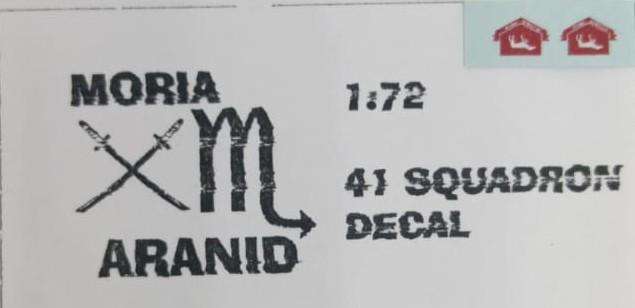 MORIA
ARANID
1:72
41 SQUADRON
DECAL